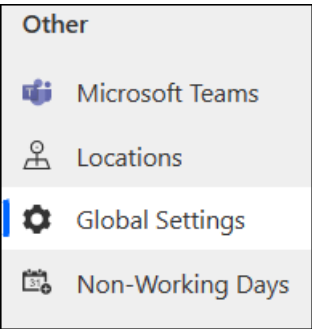 Other
Microsoft Teams
Locations
Global Settings
Non-Working Days